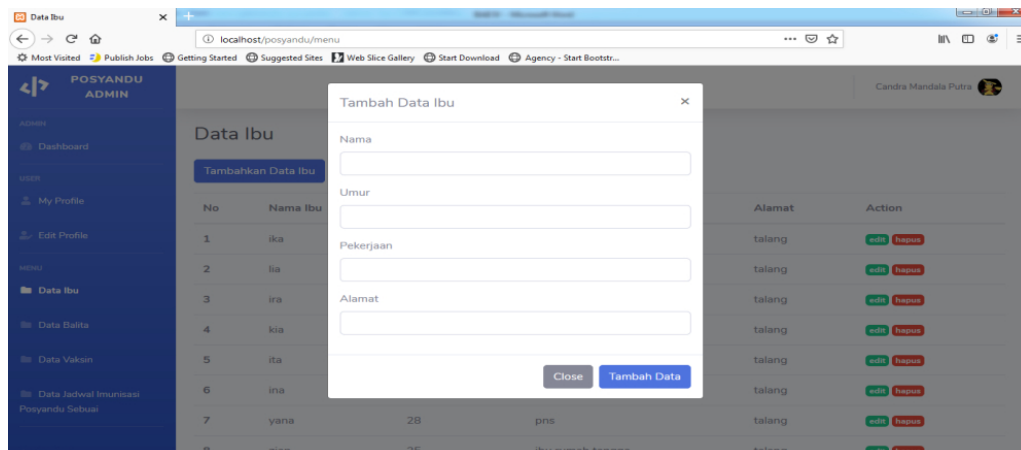 Data Ibu
localhost/posyandu/menu
Most Visited Publish Jobs Getting Started Suggested Sites Web Slice Gallery Start Download Agency - Start Bootstr...
POSYANDU
ADMIN
Candra Mandala Putra
ADMIN
Dashboard
USER
My Profile
Edit Profile
MENU
Data Ibu
Data Balita
Data Vaksin
Data Jadwal Imunisasi
Posyandu Sebuai
Data Ibu
Tambahkan Data Ibu
No Nama Ibu Alamat Action
1 ika talang edit hapus
2 lia talang edit hapus
3 ira talang edit hapus
4 kia talang edit hapus
5 ita talang edit hapus
6 ina talang edit hapus
7 yana 28 pns talang edit hapus
Tambah Data Ibu
Nama
Umur
Pekerjaan
Alamat
Close Tambah Data